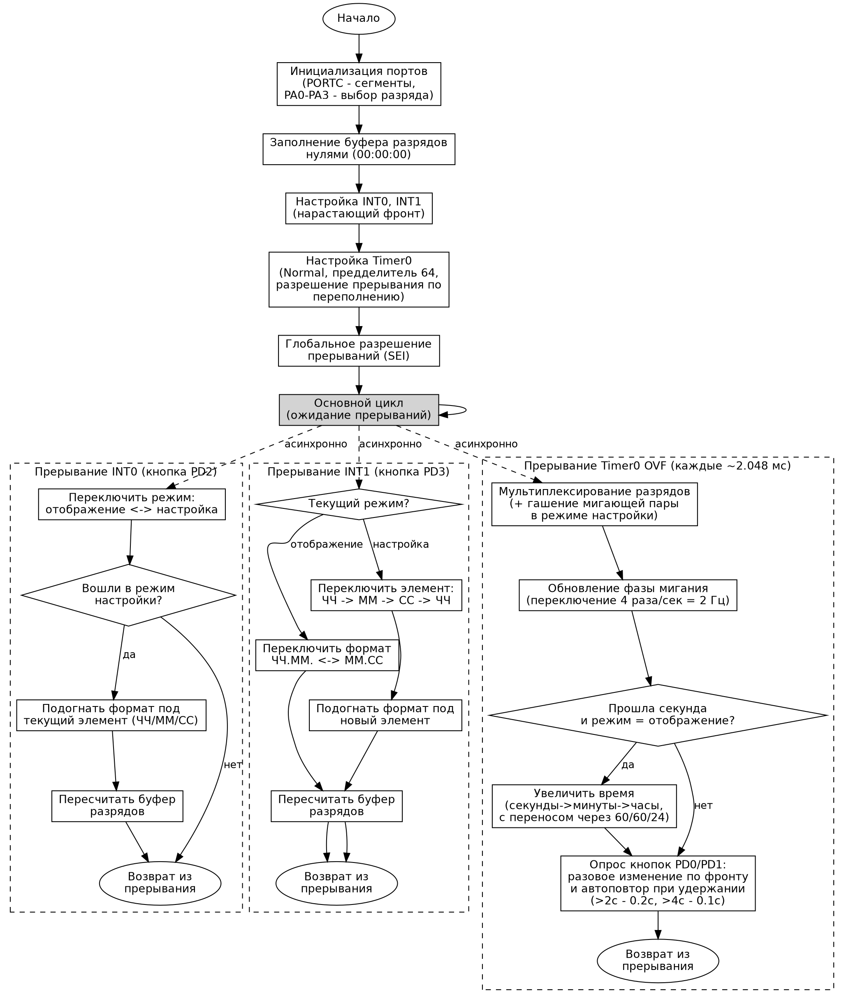 Начало
Инициализация портов
(PORTC - сегменты,
PA0-PA3 - выбор разряда)
Заполнение буфера разрядов
нулями (00:00:00)
Настройка INT0, INT1
(нарастающий фронт)
Настройка Timer0
(Normal, предделитель 64,
разрешение прерывания по
переполнению)
Глобальное разрешение
прерываний (SEI)
Основной цикл
(ожидание прерываний)
асинхронно
асинхронно
асинхронно
Прерывание INT0 (кнопка PD2)
Переключить режим:
отображение <-> настройка
Вошли в режим
настройки?
да
нет
Подогнать формат под
текущий элемент (ЧЧ/ММ/СС)
Пересчитать буфер
разрядов
Возврат из
прерывания
Прерывание INT1 (кнопка PD3)
Текущий режим?
отображение
настройка
Переключить элемент:
ЧЧ -> ММ -> СС -> ЧЧ
Переключить формат
ЧЧ.ММ. <-> ММ.СС
Подогнать формат под
новый элемент
Пересчитать буфер
разрядов
Возврат из
прерывания
Прерывание Timer0 OVF (каждые ~2.048 мс)
Мультиплексирование разрядов
(+ гашение мигающей пары
в режиме настройки)
Обновление фазы мигания
(переключение 4 раза/сек = 2 Гц)
Прошла секунда
и режим = отображение?
да
нет
Увеличить время
(секунды->минуты->часы,
с переносом через 60/60/24)
Опрос кнопок PD0/PD1:
разовое изменение по фронту
и автоповтор при удержании
(>2с - 0.2с, >4с - 0.1с)
Возврат из
прерывания